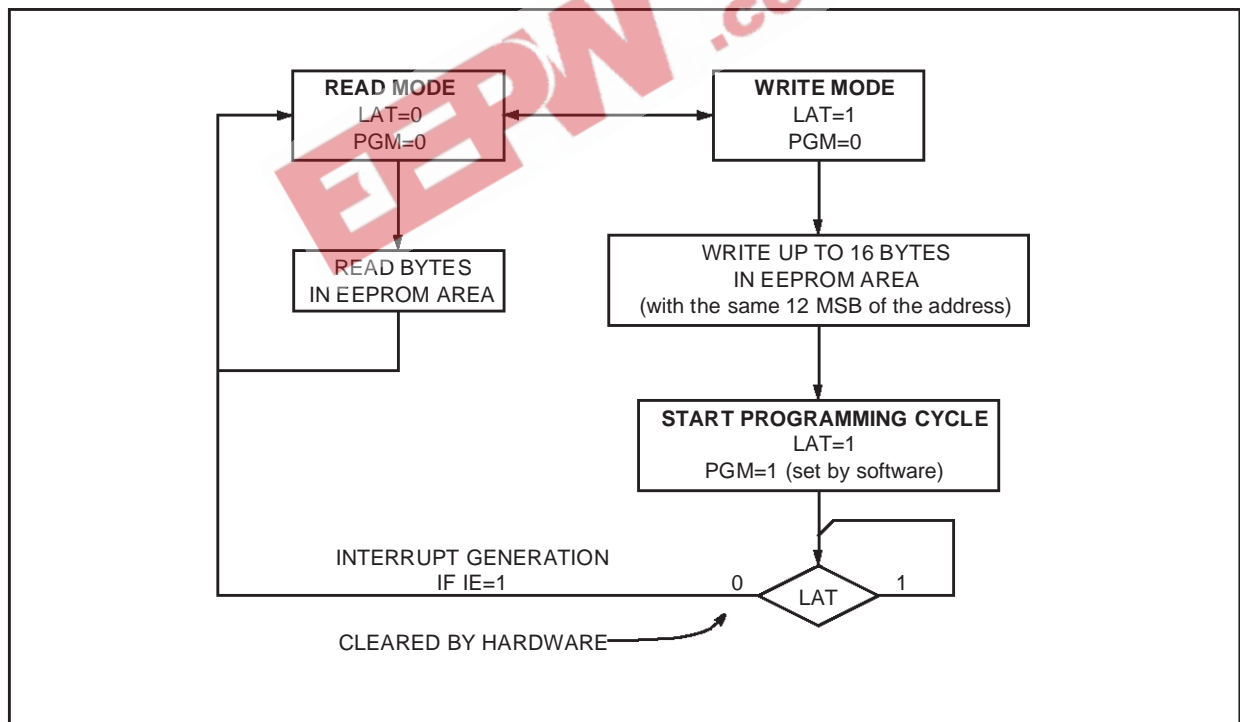 EEPW .co
READ MODE
LAT=0
PGM=0
WRITE MODE
LAT=1
PGM=0
READ BYTES
IN EEPROM AREA
WRITE UP TO 16 BYTES
IN EEPROM AREA
(with the same 12 MSB of the address)
START PROGRAMMING CYCLE
LAT=1
PGM=1 (set by software)
INTERRUPT GENERATION
IF IE=1
0
LAT
1
CLEARED BY HARDWARE